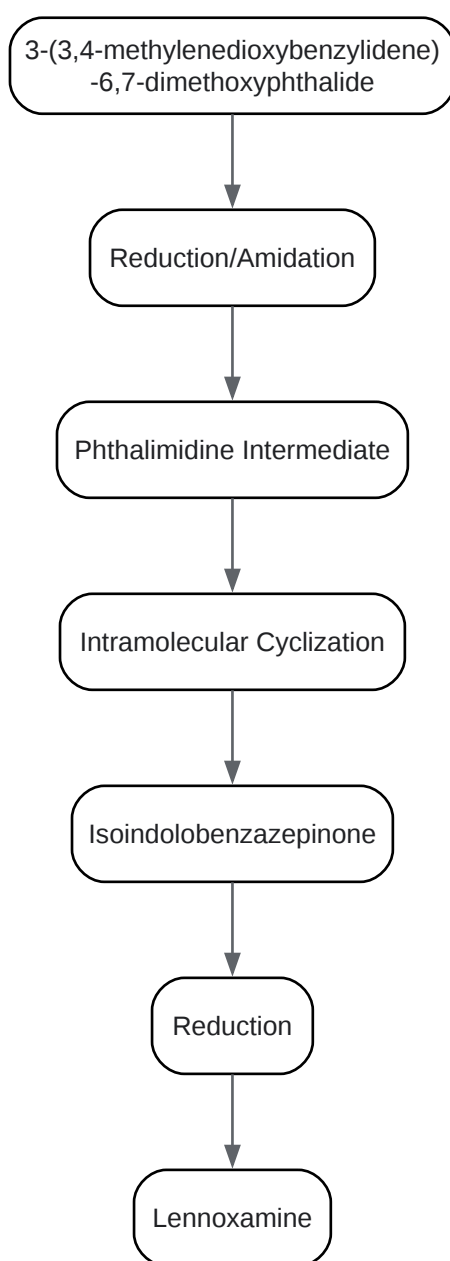 3-(3,4-methylenedioxybenzylidene)
-6,7-dimethoxyphthalide
Reduction/Amidation
Phthalimidine Intermediate
Intramolecular Cyclization
Isoindolobenzazepinone
Reduction
Lennoxamine